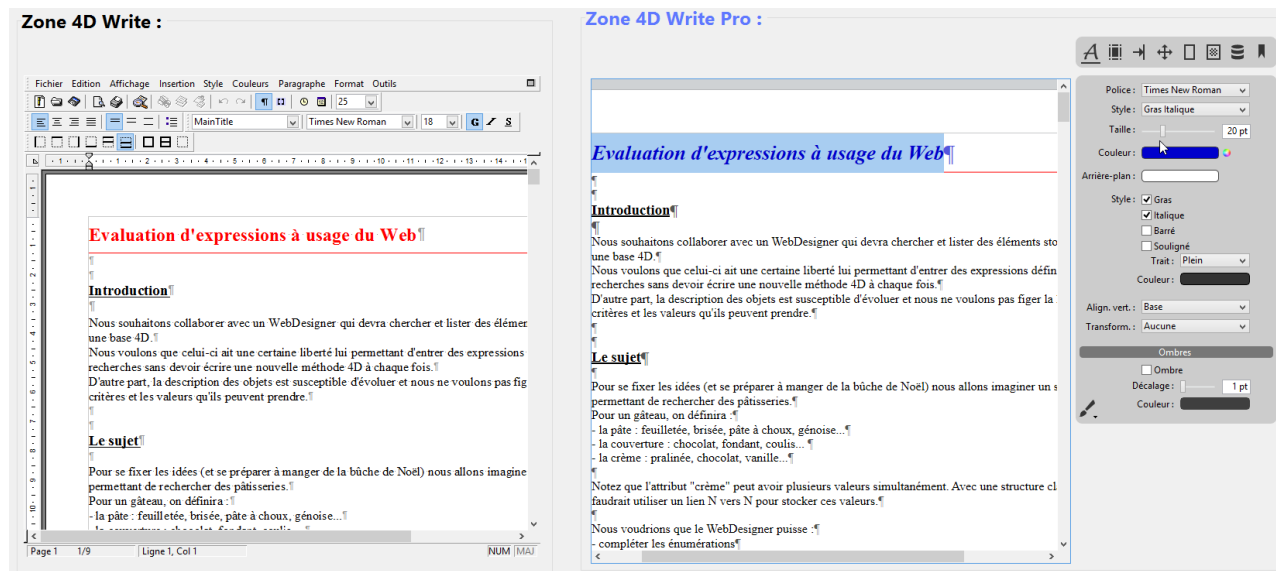 Zone 4D Write :
Fichier Edition Affichage Insertion Style Couleurs Paragraphe Format Outils
25
MainTitle Times New Roman 18 G I S
1 2 3 4 5 6 7 8 9 10 11 12 13 14 1
Evaluation d'expressions à usage du Web¶
¶
¶
Introduction¶
¶
Nous souhaitons collaborer avec un WebDesigner qui devra chercher et lister des élémen
une base 4D.¶
Nous voulons que celui-ci ait une certaine liberté lui permettant d'entrer des expressions
recherches sans devoir écrire une nouvelle méthode 4D à chaque fois.¶
D'autre part, la description des objets est susceptible d'évoluer et nous ne voulons pas fig
critères et les valeurs qu'ils peuvent prendre.¶
¶
¶
Le sujet¶
¶
Pour se fixer les idées (et se préparer à manger de la bûche de Noël) nous allons imagine
permettant de rechercher des pâtisseries.¶
Pour un gâteau, on définira :¶
- la pâte : feuilletée, brisée, pâte à choux, génoise...¶
Page 1 1/9 Ligne 1, Col 1 NUM MAJ
Zone 4D Write Pro :
Evaluation d'expressions à usage du Web¶
¶
¶
Introduction¶
¶
Nous souhaitons collaborer avec un WebDesigner qui devra chercher et lister des éléments sto
une base 4D.¶
Nous voulons que celui-ci ait une certaine liberté lui permettant d'entrer des expressions défin
recherches sans devoir écrire une nouvelle méthode 4D à chaque fois.¶
D'autre part, la description des objets est susceptible d'évoluer et nous ne voulons pas figer la
critères et les valeurs qu'ils peuvent prendre.¶
¶
¶
Le sujet¶
¶
Pour se fixer les idées (et se préparer à manger de la bûche de Noël) nous allons imaginer un s
permettant de rechercher des pâtisseries.¶
Pour un gâteau, on définira :¶
- la pâte : feuilletée, brisée, pâte à choux, génoise...¶
- la couverture : chocolat, fondant, coulis... ¶
- la crème : pralinée, chocolat, vanille...¶
¶
Notez que l'attribut "crème" peut avoir plusieurs valeurs simultanément. Avec une structure cl
faudrait utiliser un lien N vers N pour stocker ces valeurs.¶
¶
Nous voudrions que le WebDesigner puisse :¶
- compléter les énumérations¶
A
Police : Times New Roman
Style : Gras Italique
Taille : 20 pt
Couleur :
Arrière-plan :
Style : Gras
Italique
Barré
Souligné
Trait : Plein
Couleur :
Align. vert. : Base
Transform. : Aucune
Ombres
Ombre
Décalage : 1 pt
Couleur :